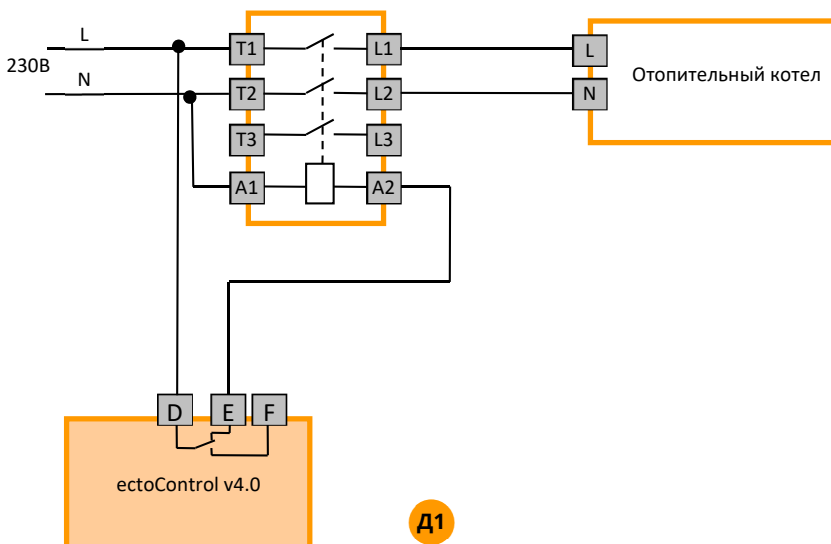 L
230В
N
T1
L1
T2
L2
T3
L3
A1
A2
L
N
Отопительный котел
D
E
F
ectoControl v4.0
Д1